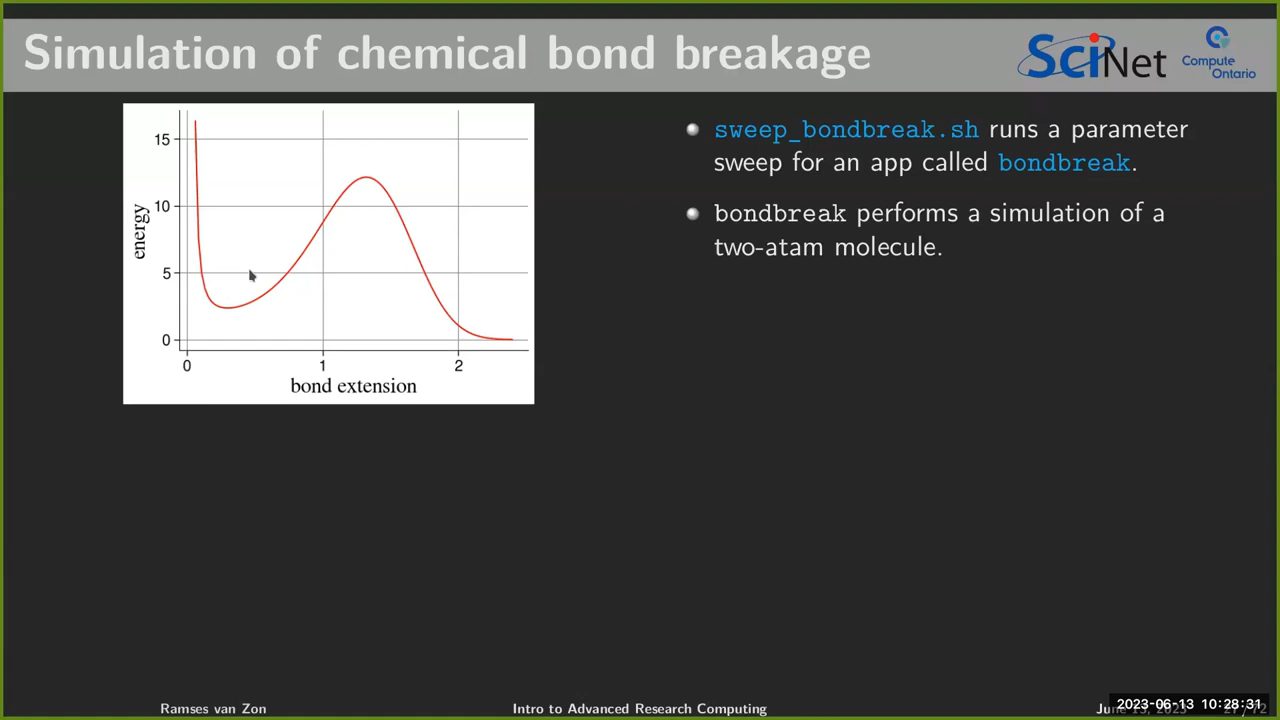 Simulation of chemical bond breakage
SciNet
Compute
Ontario
15
10
5
0
energy
0
1
2
bond extension
sweep_bondbreak.sh runs a parameter
sweep for an app called bondbreak.
bondbreak performs a simulation of a
two-atam molecule.
Ramses van Zon
Intro to Advanced Research Computing
2023-06-13 10:28:31